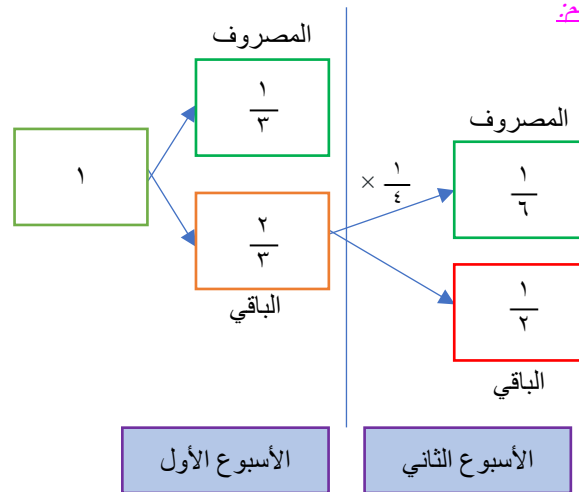 المصروف
١
٣
١
٢
٣
الباقي
× ١
٤
المصروف
١
٦
١
٢
الباقي
الأسبوع الأول
الأسبوع الثاني